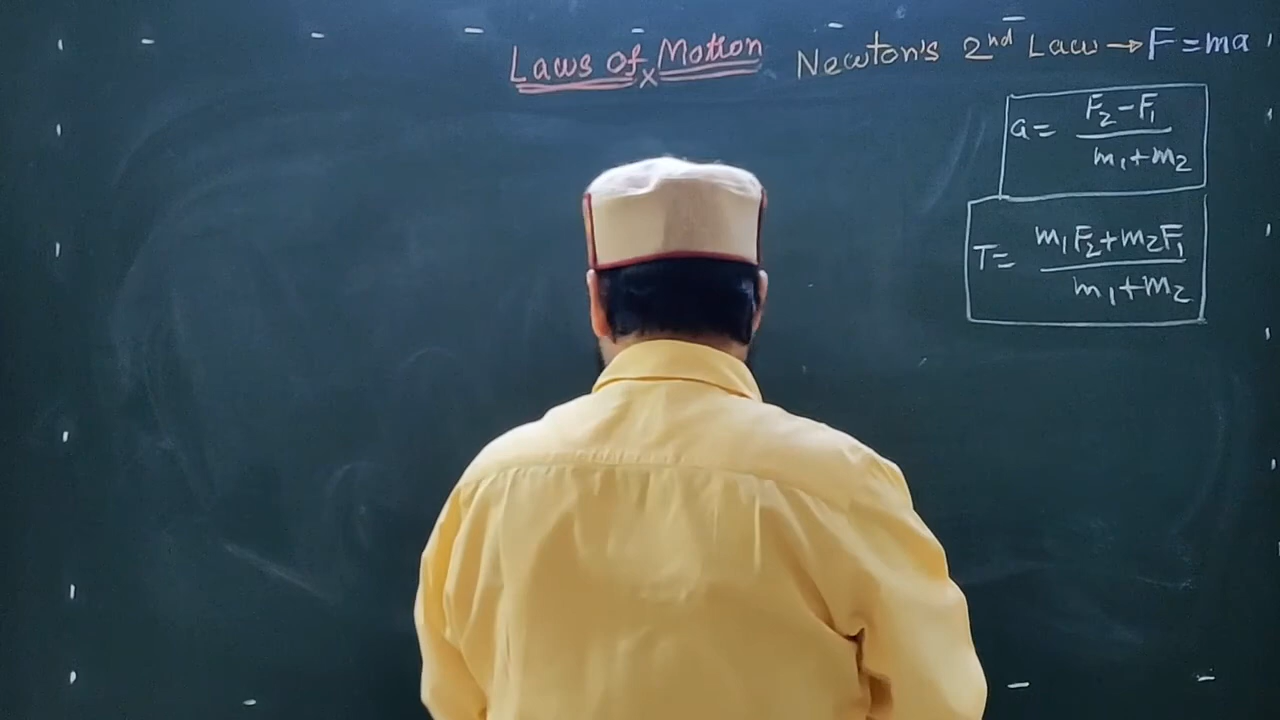 Laws of Motion Newton's 2nd Law → F = ma
x
a = F₂ - F₁ / m₁ + m₂
T = m₁F₂ + m₂F₁ / m₁ + m₂